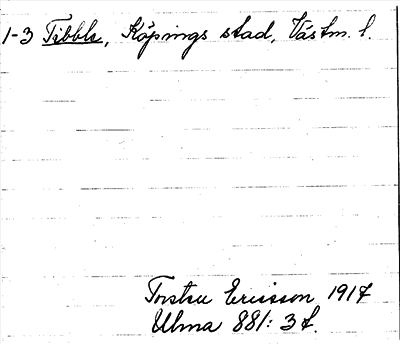 1-3 Tibble, Köpings stad, Västm. l.
Torsten Ericsson 1917
Ulma 881: 3 f.